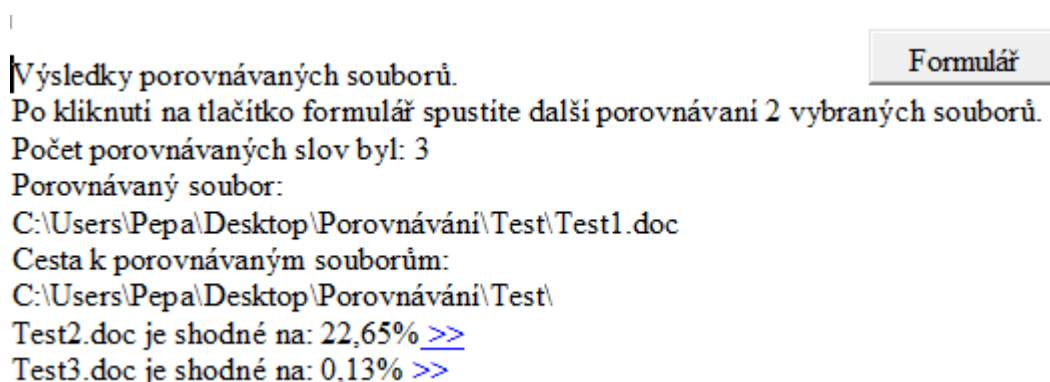 Formulář
Výsledky porovnávaných souborů.
Po kliknutí na tlačítko formulář spustíte další porovnávaní 2 vybraných souborů.
Počet porovnávaných slov byl: 3
Porovnávaný soubor:
C:\Users\Pepa\Desktop\Porovnávání\Test\Test1.doc
Cesta k porovnávaným souborům:
C:\Users\Pepa\Desktop\Porovnávání\Test\
Test2.doc je shodné na: 22,65% >>
Test3.doc je shodné na: 0,13% >>